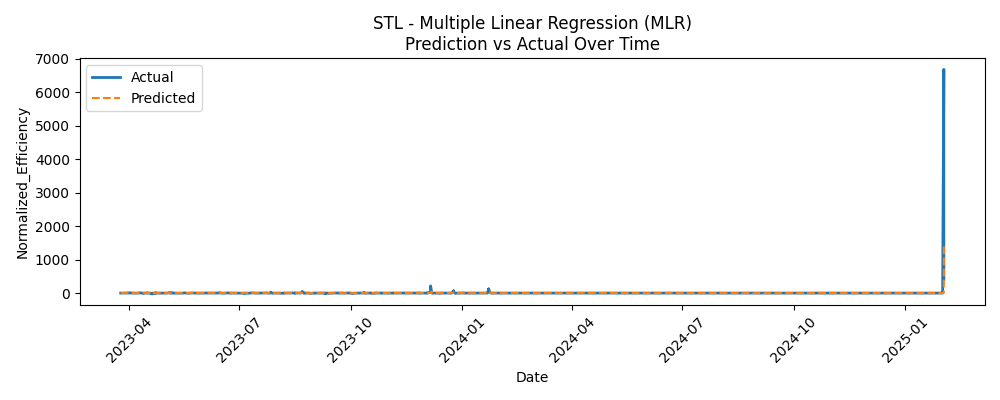 STL - Multiple Linear Regression (MLR)
Prediction vs Actual Over Time
Actual
Predicted
Normalized_Efficiency
7000
6000
5000
4000
3000
2000
1000
0
2023-04
2023-07
2023-10
2024-01
2024-04
2024-07
2024-10
2025-01
Date